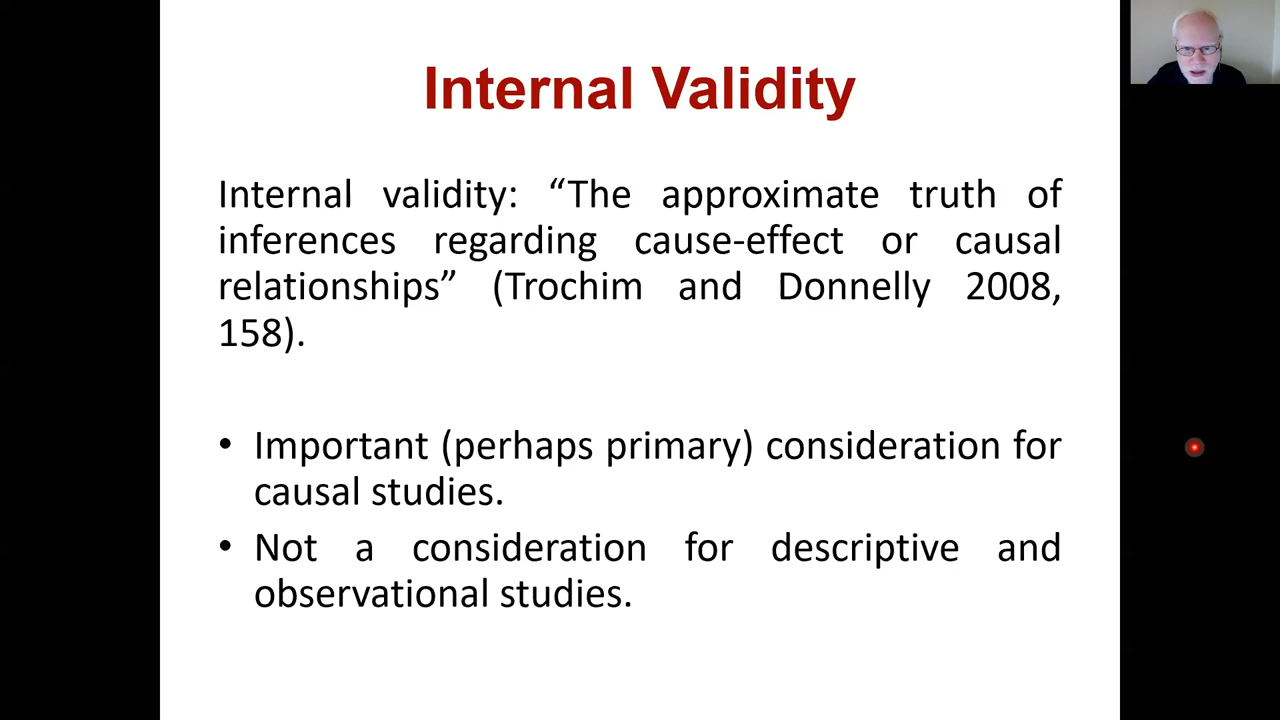 Internal Validity
Internal validity: “The approximate truth of
inferences regarding cause-effect or causal
relationships” (Trochim and Donnelly 2008,
158).
• Important (perhaps primary) consideration for
causal studies.
• Not a consideration for descriptive and
observational studies.